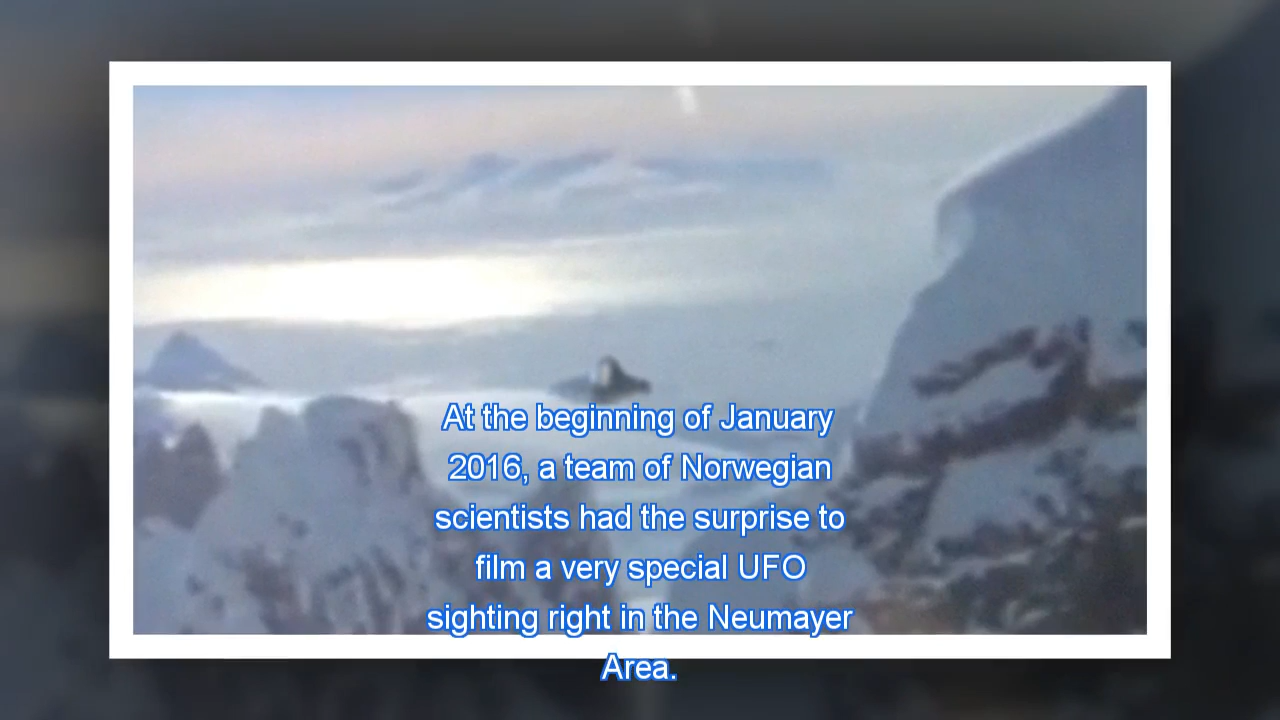 At the beginning of January
2016, a team of Norwegian
scientists had the surprise to
film a very special UFO
sighting right in the Neumayer
Area.